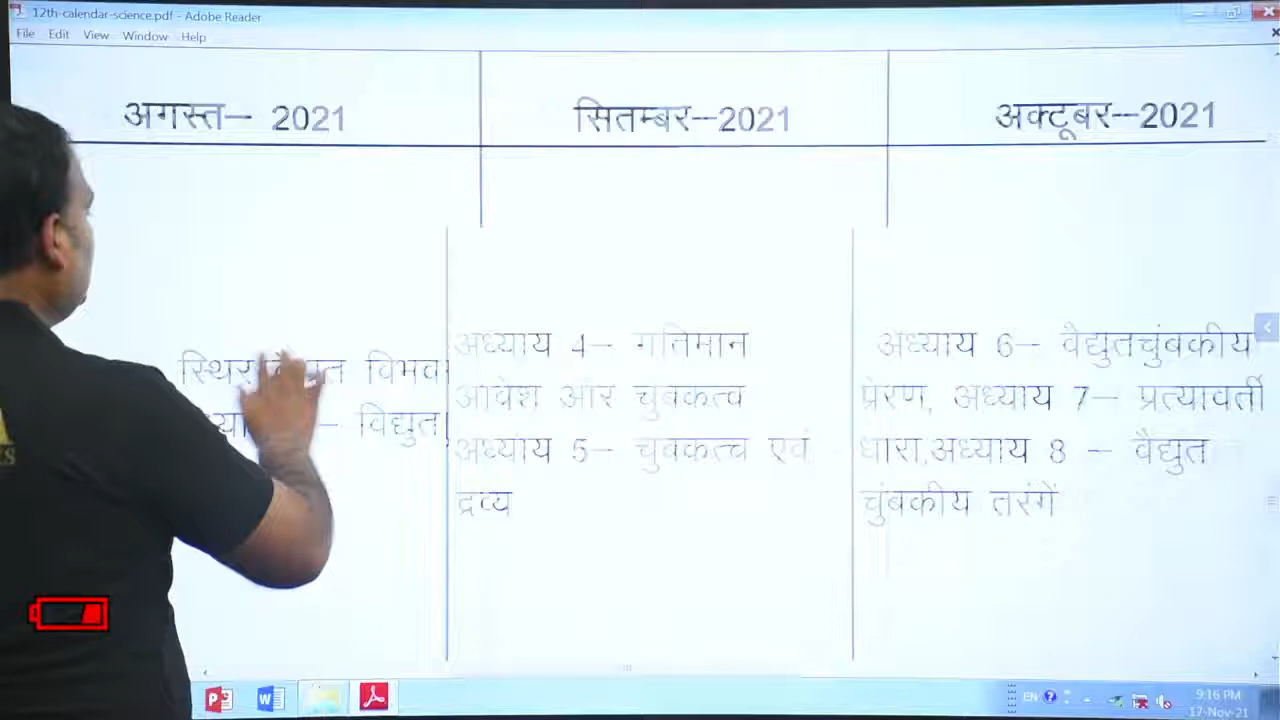 12th-calendar-science.pdf - Adobe Reader
File Edit View Window Help
अगस्त– 2021
सितम्बर–-2021
अक्टूबर–-2021
स्थिर विभव
– विद्युत
अध्याय 4– गतिमान
आवेश और चुंबकत्व
अध्याय 5– चुंबकत्व एवं
द्रव्य
अध्याय 6– वैद्युतचुंबकीय
प्रेरण, अध्याय 7– प्रत्यावर्ती
धारा,अध्याय 8 – वैद्युत
चुंबकीय तरंगें
EN
9:16 PM
17-Nov-21